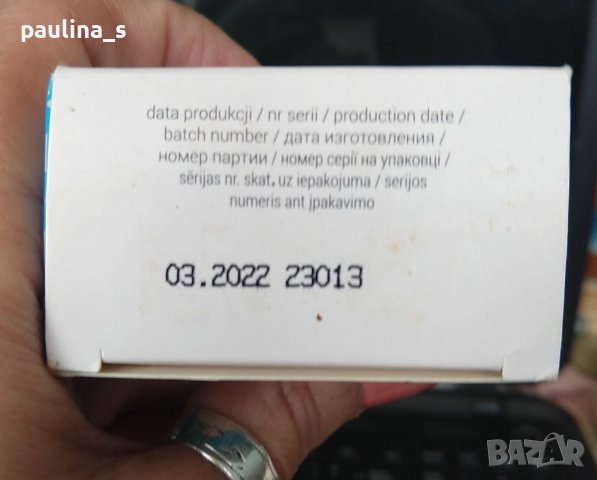 paulina_s
data produkcji / nr serii / production date /
batch number / дата изготовления /
номер партии / номер серії на упаковці /
sērijas nr. skat. uz iepakojuma / serijos
numeris ant įpakavimo
03.2022 23013
BAZAR